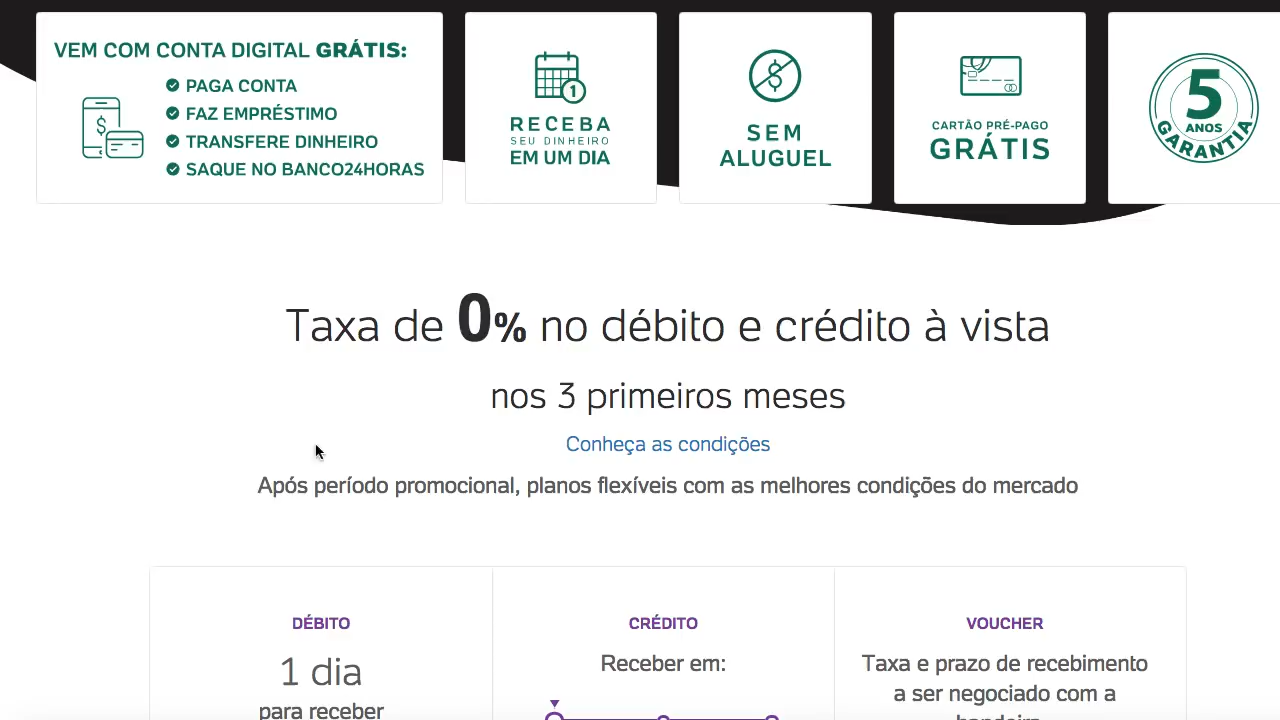 VEM COM CONTA DIGITAL GRÁTIS:
PAGA CONTA
FAZ EMPRÉSTIMO
TRANSFERE DINHEIRO
SAQUE NO BANCO24HORAS
1
RECEBA
SEU DINHEIRO
EM UM DIA
SEM
ALUGUEL
CARTÃO PRÉ-PAGO
GRÁTIS
5
ANOS
GARANTIA
Taxa de 0% no débito e crédito à vista
nos 3 primeiros meses
Conheça as condições
Após período promocional, planos flexíveis com as melhores condições do mercado
DÉBITO
1 dia
para receber
CRÉDITO
Receber em:
VOUCHER
Taxa e prazo de recebimento
a ser negociado com a